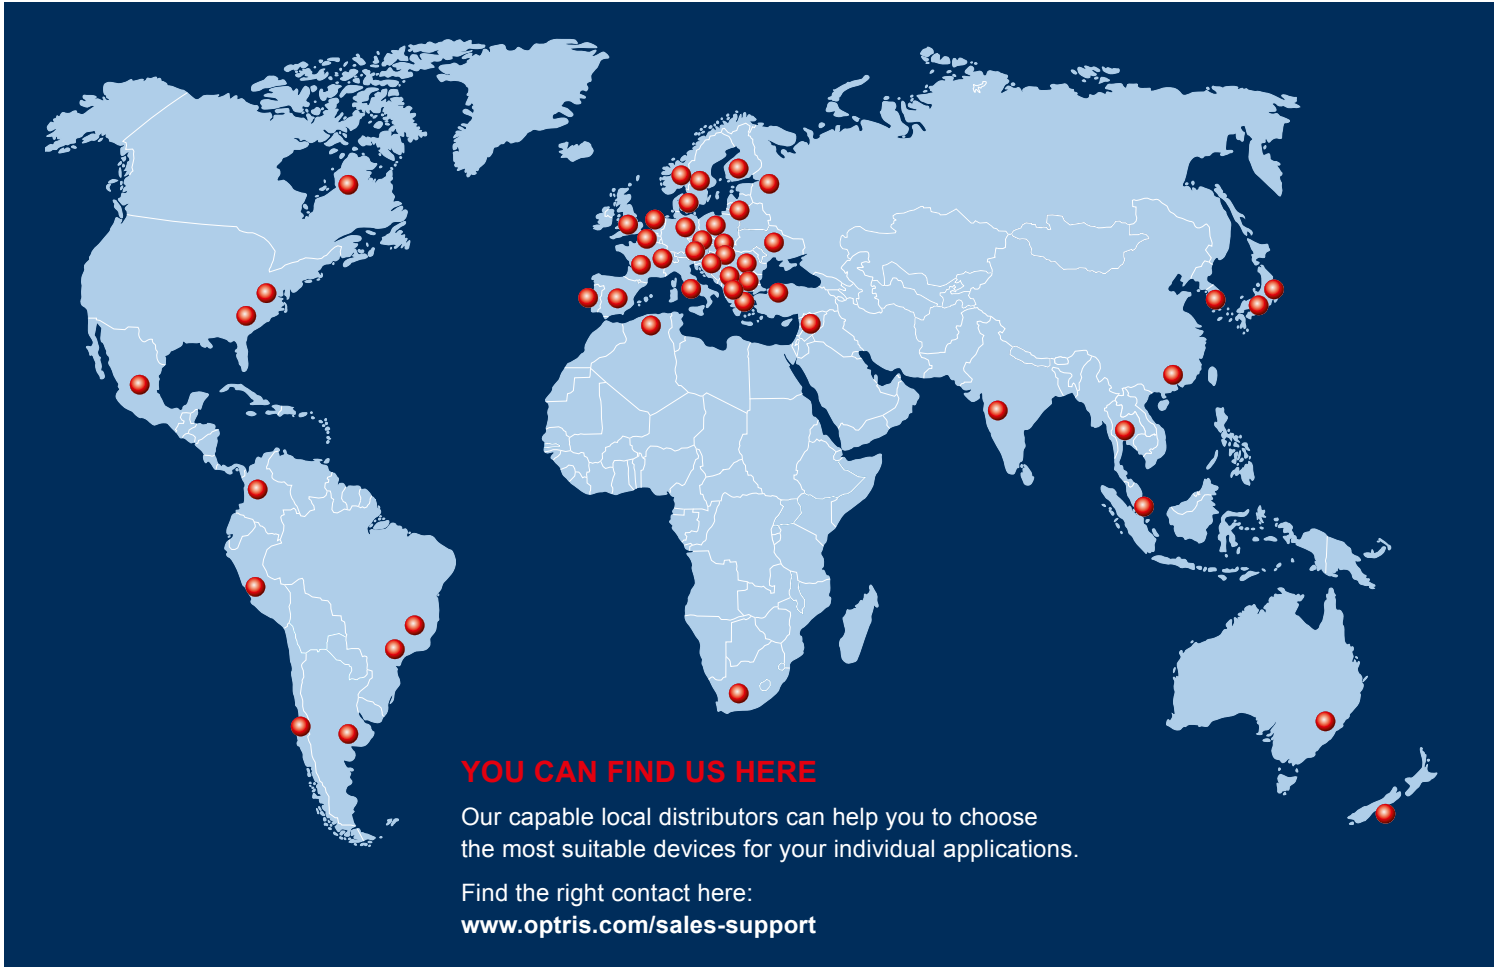 YOU CAN FIND US HERE
Our capable local distributors can help you to choose
the most suitable devices for your individual applications.
Find the right contact here:
www.optris.com/sales-support